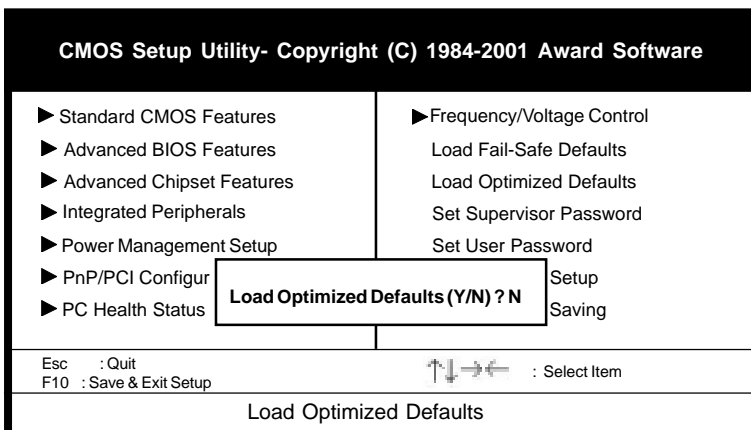 CMOS Setup Utility- Copyright (C) 1984-2001 Award Software
▶ Standard CMOS Features
▶ Advanced BIOS Features
▶ Advanced Chipset Features
▶ Integrated Peripherals
▶ Power Management Setup
▶ PnP/PCI Configur
▶ PC Health Status
▶ Frequency/Voltage Control
Load Fail-Safe Defaults
Load Optimized Defaults
Set Supervisor Password
Set User Password
Setup
Saving
Load Optimized Defaults (Y/N) ? N
Esc : Quit
F10 : Save & Exit Setup
↑↓→← : Select Item
Load Optimized Defaults